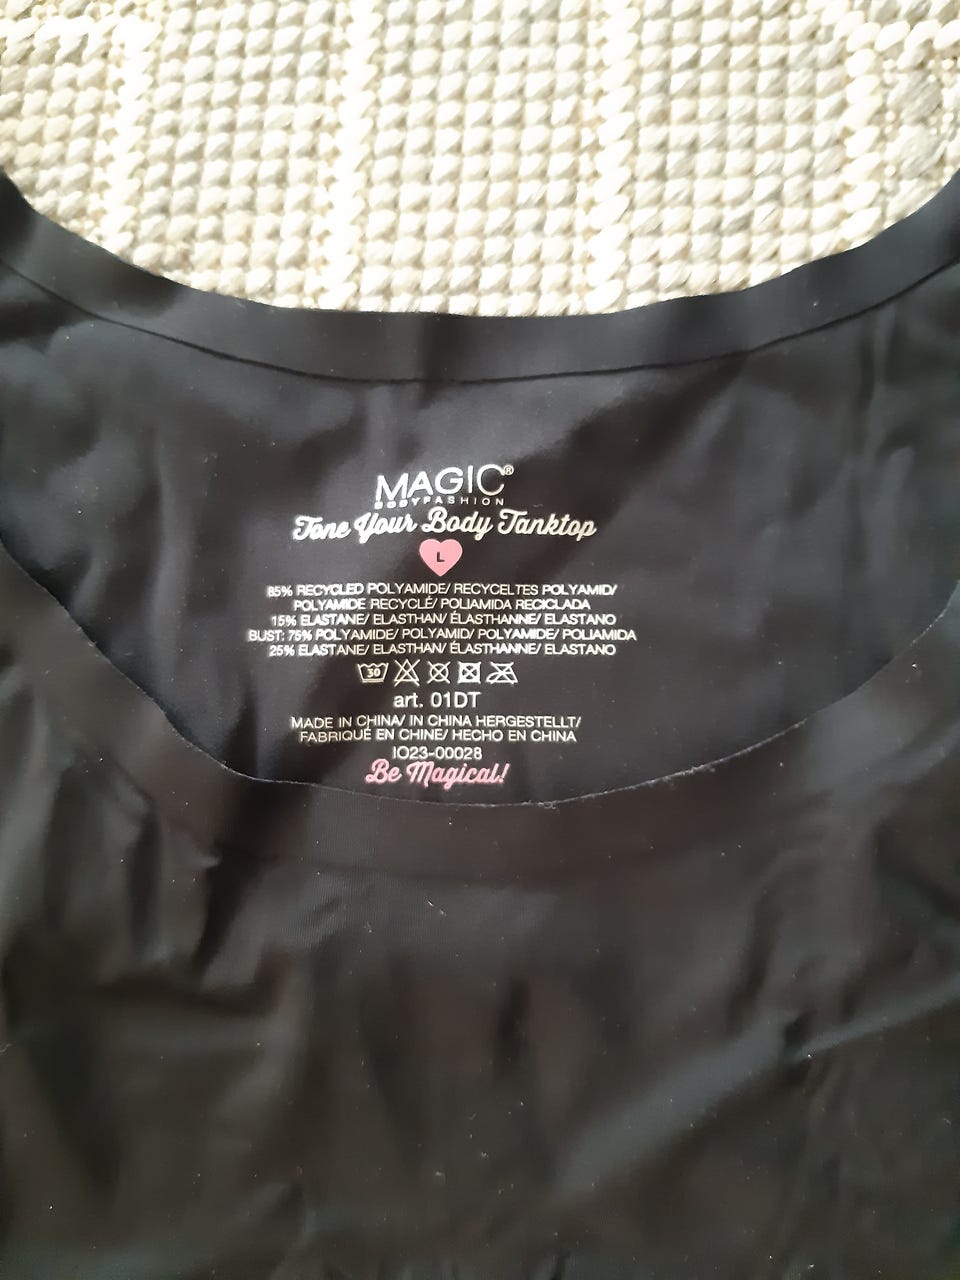 MAGIC®
BODYFASHION
Tone Your Body Tanktop
L
85% RECYCLED POLYAMIDE/ RECYCELTES POLYAMID/
POLYAMIDE RECYCLÉ/ POLIAMIDA RECICLADA
15% ELASTANE/ ELASTHAN/ ÉLASTHANNE/ ELASTANO
BUST: 75% POLYAMIDE/ POLYAMID/ POLYAMIDE/ POLIAMIDA
25% ELASTANE/ ELASTHAN/ ÉLASTHANNE/ ELASTANO
30
art. 01DT
MADE IN CHINA/ IN CHINA HERGESTELLT/
FABRIQUÉ EN CHINE/ HECHO EN CHINA
IO23-00028
Be Magical!